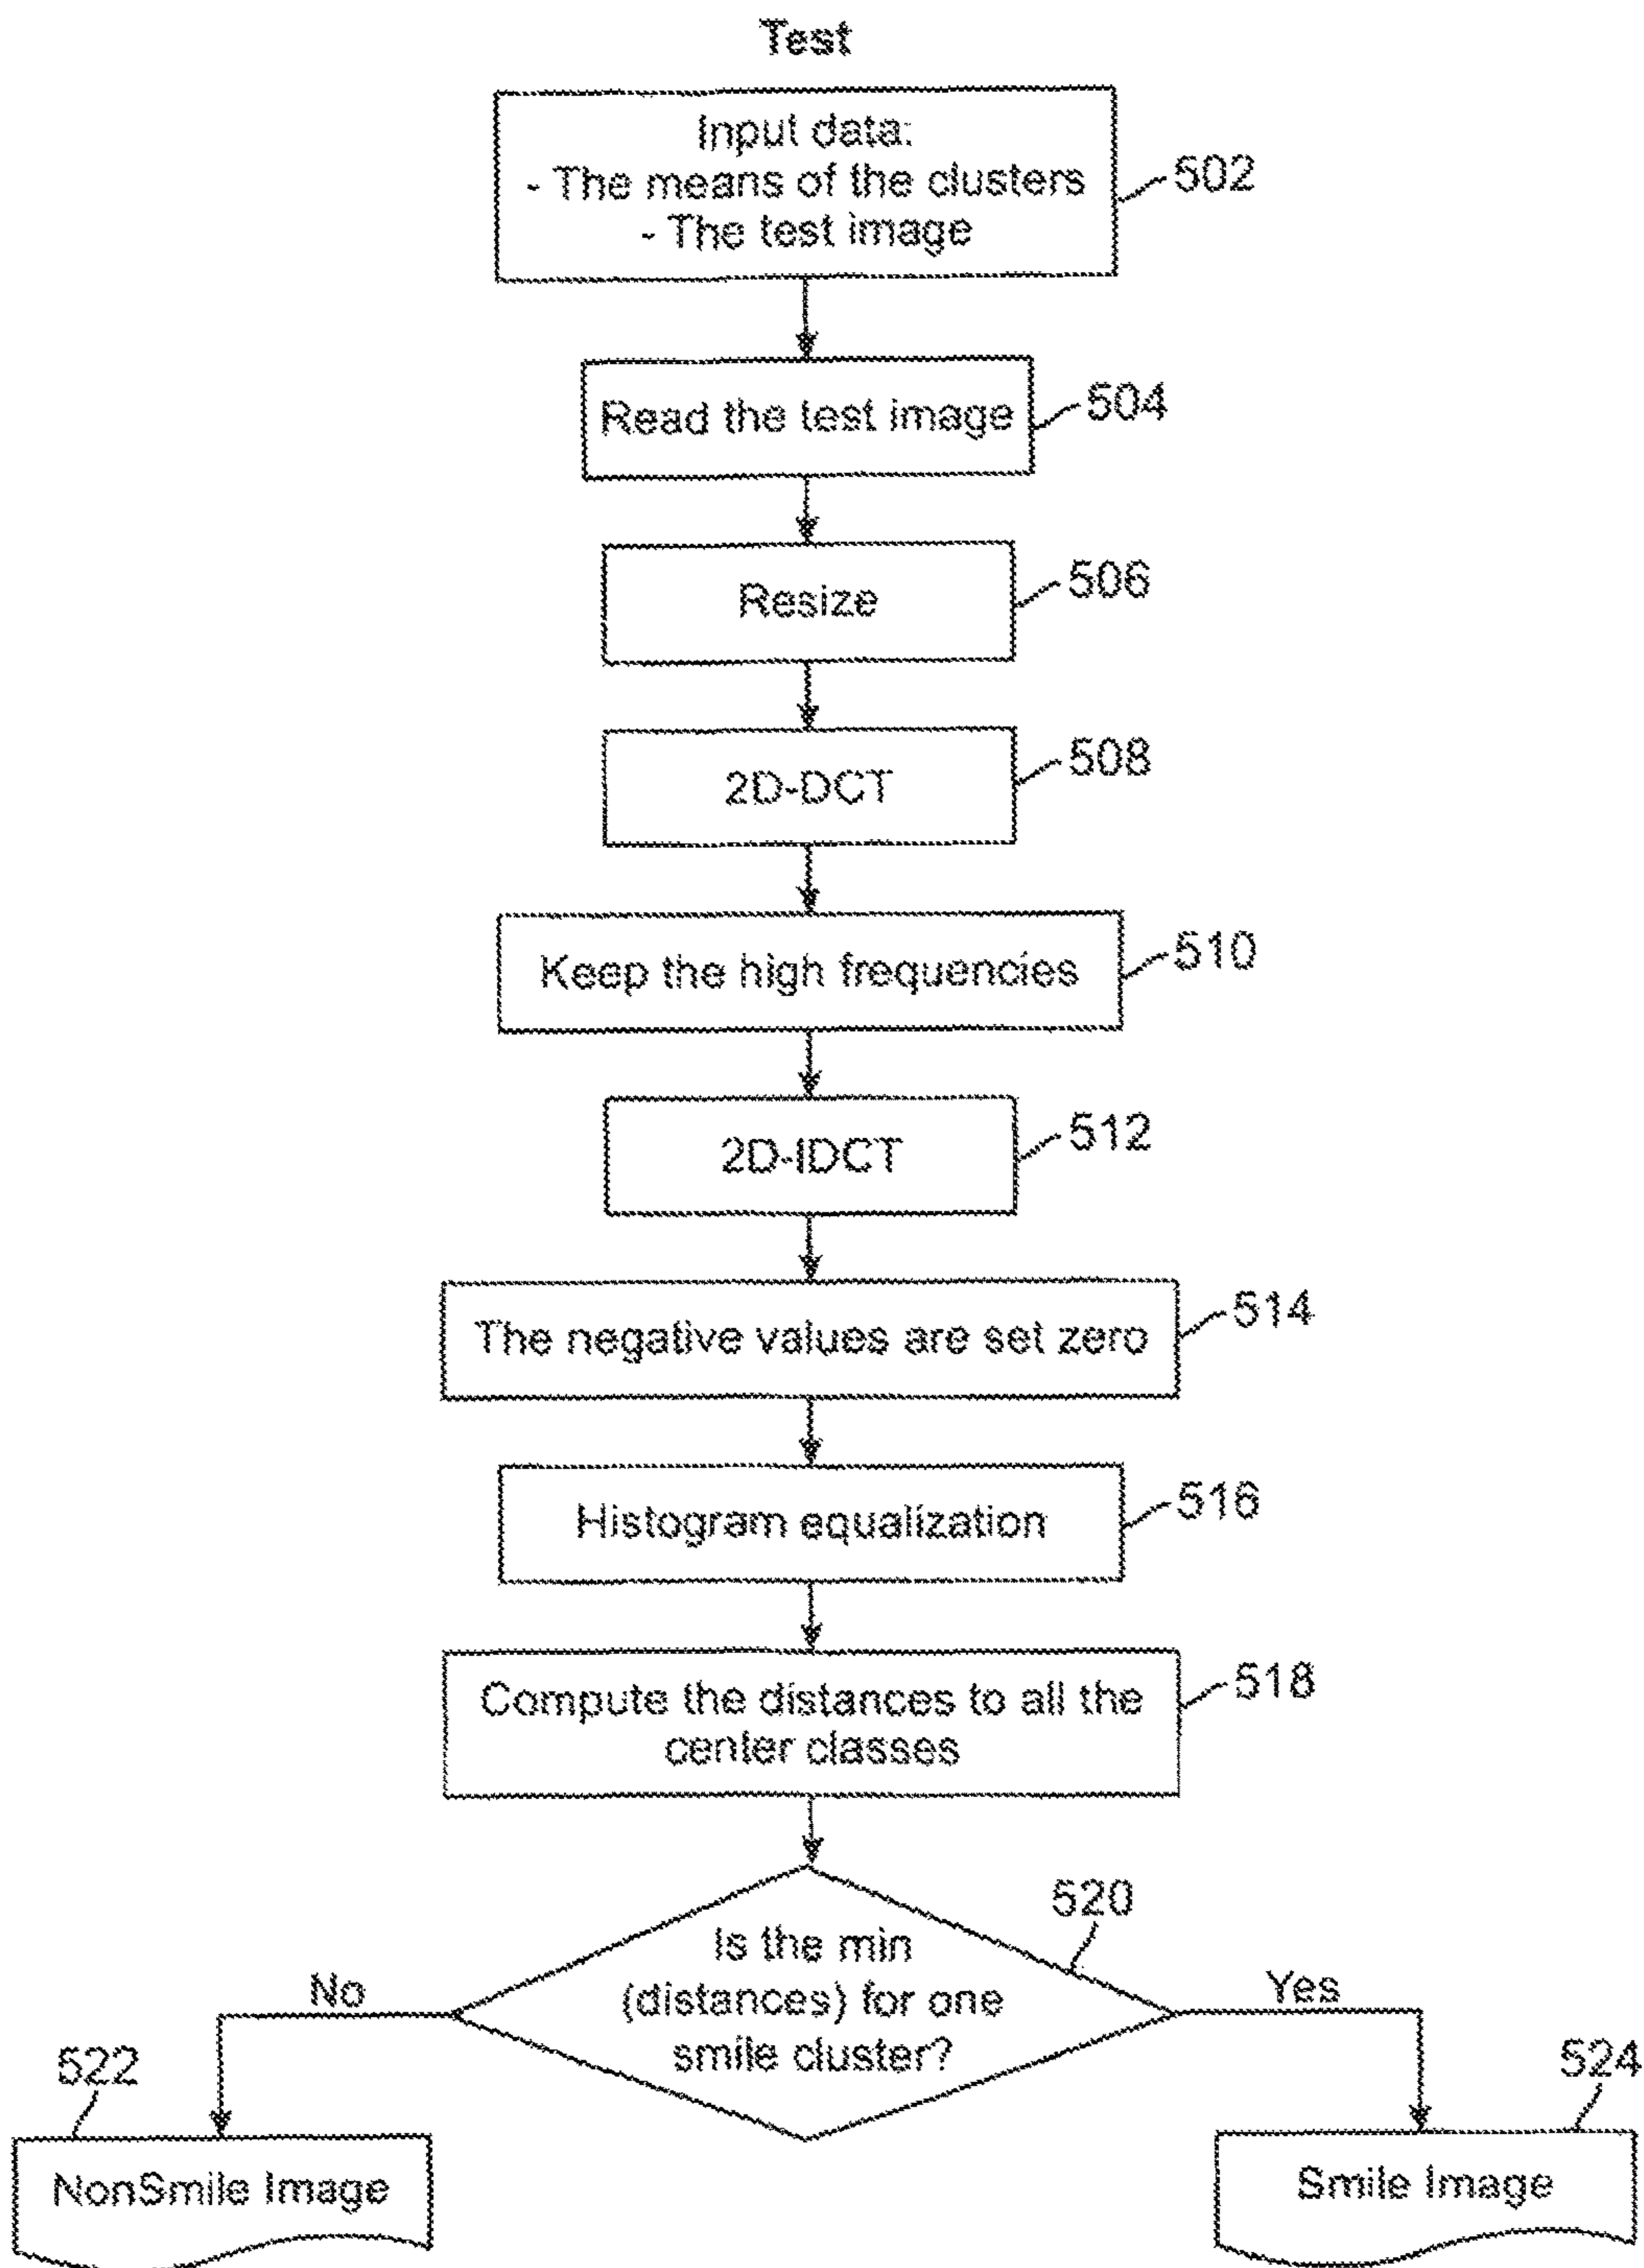 Test
Input data:
- The means of the clusters
- The test image
502
Read the test image
504
Resize
506
2D-DCT
508
Keep the high frequencies
510
2D-IDCT
512
The negative values are set zero
514
Histogram equalization
516
Compute the distances to all the
center classes
518
520
Is the min
(distances) for one
smile cluster?
No
Yes
522
524
NonSmile Image
Smile Image